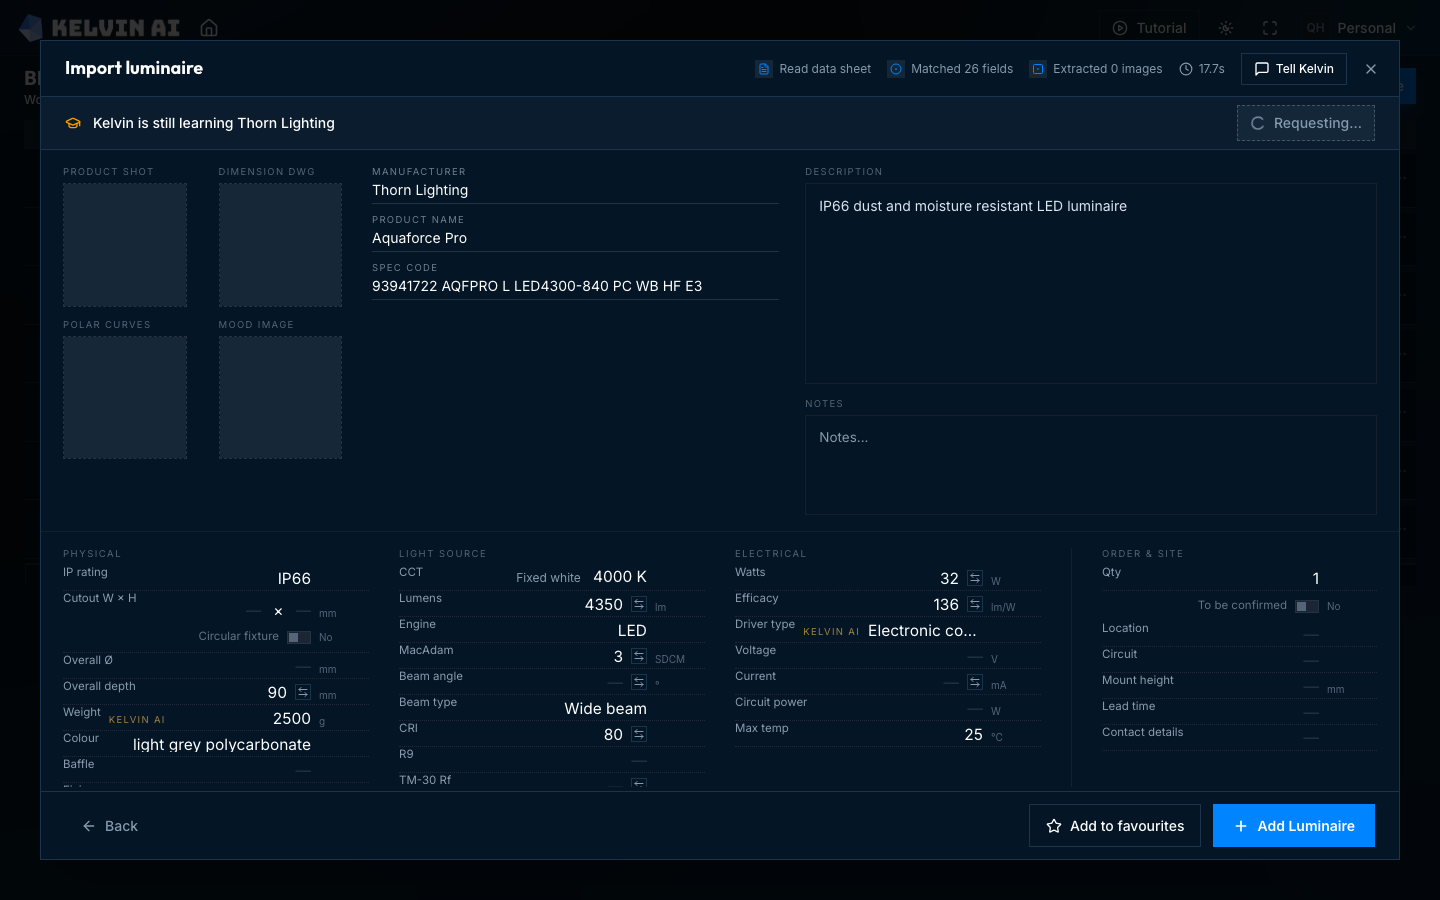 KELVIN AI
Tutorial
QH Personal
Import luminaire
Read data sheet
Matched 26 fields
Extracted 0 images
17.7s
Tell Kelvin
Kelvin is still learning Thorn Lighting
Requesting...
PRODUCT SHOT
DIMENSION DWG
POLAR CURVES
MOOD IMAGE
MANUFACTURER
Thorn Lighting
PRODUCT NAME
Aquaforce Pro
SPEC CODE
93941722 AQFPRO L LED4300-840 PC WB HF E3
DESCRIPTION
IP66 dust and moisture resistant LED luminaire
NOTES
Notes...
PHYSICAL
IP rating IP66
Cutout W × H — × — mm
Circular fixture No
Overall Ø — mm
Overall depth 90 mm
Weight KELVIN AI 2500 g
Colour light grey polycarbonate
Baffle —
LIGHT SOURCE
CCT Fixed white 4000 K
Lumens 4350 lm
Engine LED
MacAdam 3 SDCM
Beam angle — °
Beam type Wide beam
CRI 80
R9 —
TM-30 Rf —
ELECTRICAL
Watts 32 W
Efficacy 136 lm/W
Driver type KELVIN AI Electronic co...
Voltage — V
Current — mA
Circuit power — W
Max temp 25 °C
ORDER & SITE
Qty 1
To be confirmed No
Location —
Circuit —
Mount height — mm
Lead time —
Contact details —
Back
Add to favourites
Add Luminaire